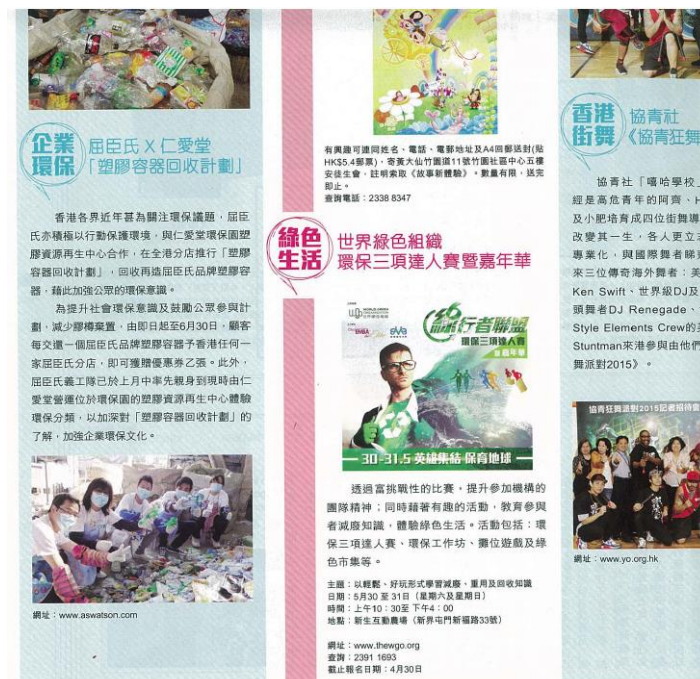 企業
環保
屈臣氏 X 仁愛堂
「塑膠容器回收計劃」
香港各界近年甚為關注環保議題，屈臣
氏亦積極以行動保護環境，與仁愛堂環保園塑
膠資源再生中心合作，在全港分店推行「塑膠
容器回收計劃」，回收再造屈臣氏品牌塑膠容
器，藉此加強公眾的環保意識。
為提升社會環保意識及鼓勵公眾參與計
劃，減少膠樽棄置，由即日起至6月30日，顧客
每交還一個屈臣氏品牌塑膠容器予香港任何一
家屈臣氏分店，即可獲贈優惠券乙張。此外，
屈臣氏義工隊已於上月中率先親身到現時由仁
愛堂營運位於環保園的塑膠資源再生中心體驗
環保分類，以加深對「塑膠容器回收計劃」的
了解，加強企業環保文化。
網址：www.aswatson.com
有興趣可連同姓名、電話、電郵地址及A4回郵送封(貼
HK$5.4郵票)，寄黃大仙竹園道11號竹園社區中心五樓
安徒生會，註明索取《故事新體驗》。數量有限，送完
即止。
查詢電話：2338 8347
綠色
生活
世界綠色組織
環保三項達人賽暨嘉年華
綠行者聯盟
環保三項達人賽
暨嘉年華
30-31.5 英雄集結 保育地球
透過富挑戰性的比賽，提升參加機構的
團隊精神；同時藉著有趣的活動，教育參與
者減廢知識，體驗綠色生活。活動包括：環
保三項達人賽、環保工作坊、攤位遊戲及綠
色市集等。
主題：以輕鬆、好玩形式學習減廢、重用及回收知識
日期：5月30 至 31日（星期六及星期日）
時間：上午10：30至 下午4：00
地點：新生互動農場（新界屯門新福路33號）
網址：www.thewgo.org
查詢：2391 1693
截止報名日期：4月30日
香港
街舞
協青社
《協青狂舞
協青社「嘻哈學校」
經是高危青年的阿齊、H
及小肥培育成四位街舞導
改變其一生，各人更立志
專業化，與國際舞者睇齊
來三位傳奇海外舞者：美
Ken Swift、世界級DJ及
頭舞者DJ Renegade、
Style Elements Crew的
Stuntman來港參與由他們
舞派對2015》。
協青狂舞派對2015記者招待會
網址：www.yo.org.hk